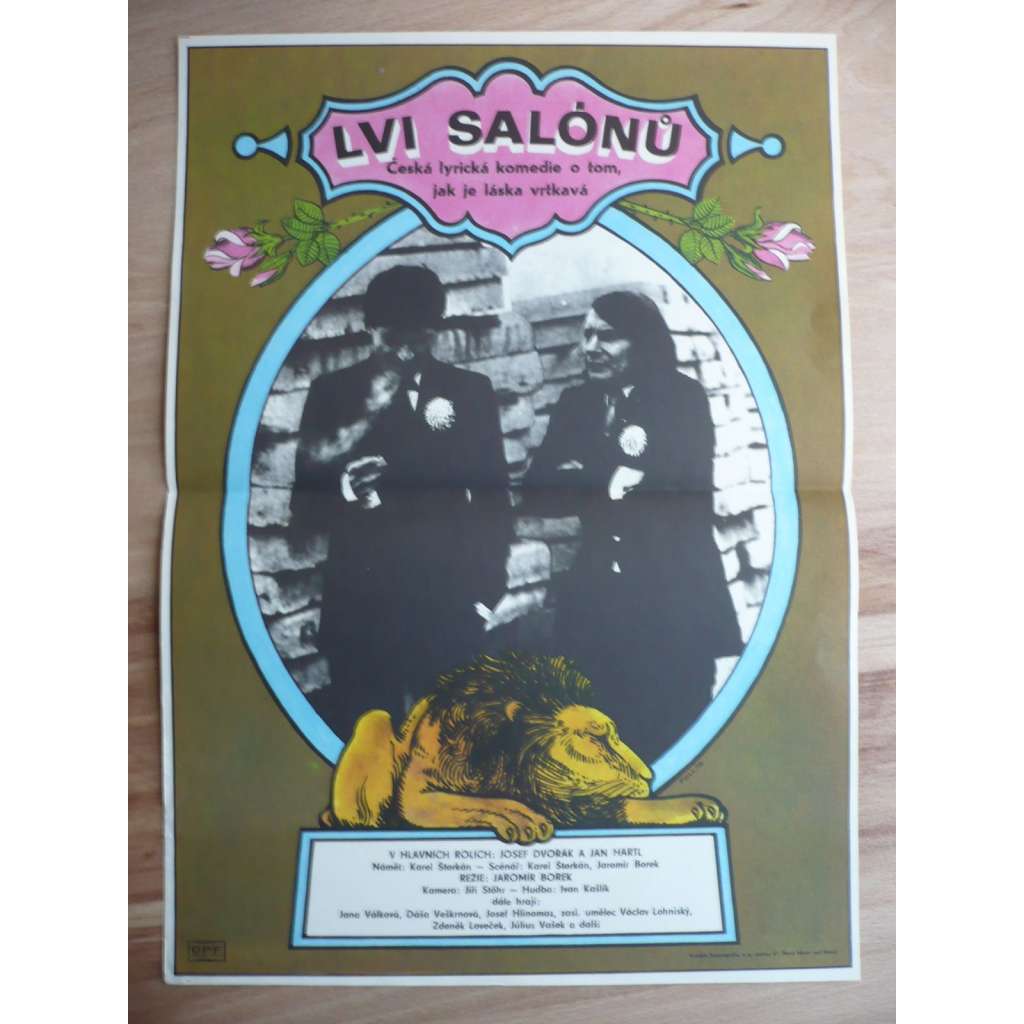 LVI SALÓNŮ
Česká lyrická komedie o tom,
jak je láska vrtkavá
V HLAVNÍCH ROLÍCH: JOSEF DVOŘÁK A JAN HARTL
Námět: Karel Štorkán – Scénář: Karel Štorkán, Jaromír Borek
REŽIE: JAROMÍR BOREK
Kamera: Jiří Stöhr – Hudba: Ivan Kašlík
dále hrají:
Jana Válková, Dáša Veškrnová, Josef Hlinomaz, zasl. umělec Václav Lohniský,
Zdeněk Loveček, Július Vašek a další